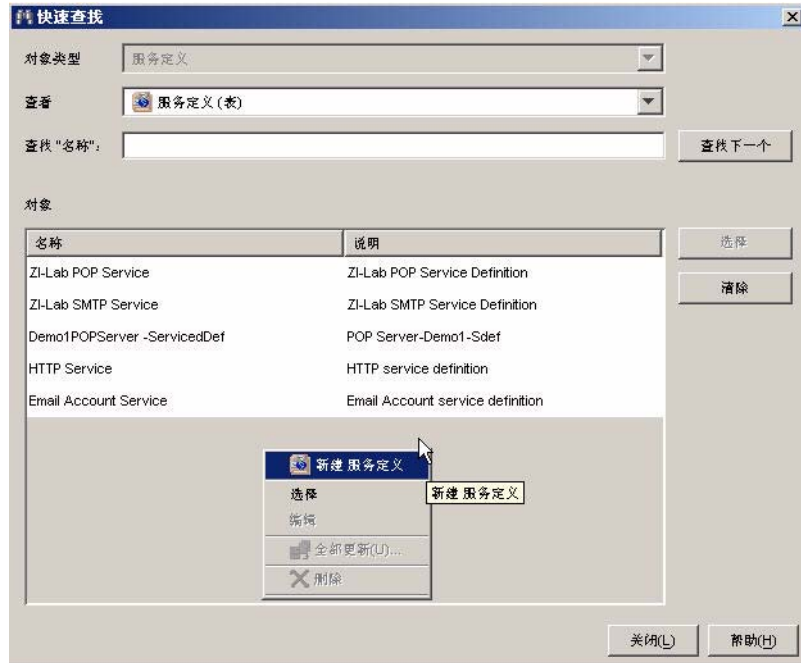 快速查找
对象类型 服务定义
查看 服务定义(表)
查找"名称": 查找下一个
对象
名称 说明 选择
ZI-Lab POP Service ZI-Lab POP Service Definition
清除
ZI-Lab SMTP Service ZI-Lab SMTP Service Definition
Demo1POPServer -ServicedDef POP Server-Demo1-Sdef
HTTP Service HTTP service definition
Email Account Service Email Account service definition
新建 服务定义
选择 新建 服务定义
编辑
全部更新(U)...
删除
关闭(L) 帮助(H)